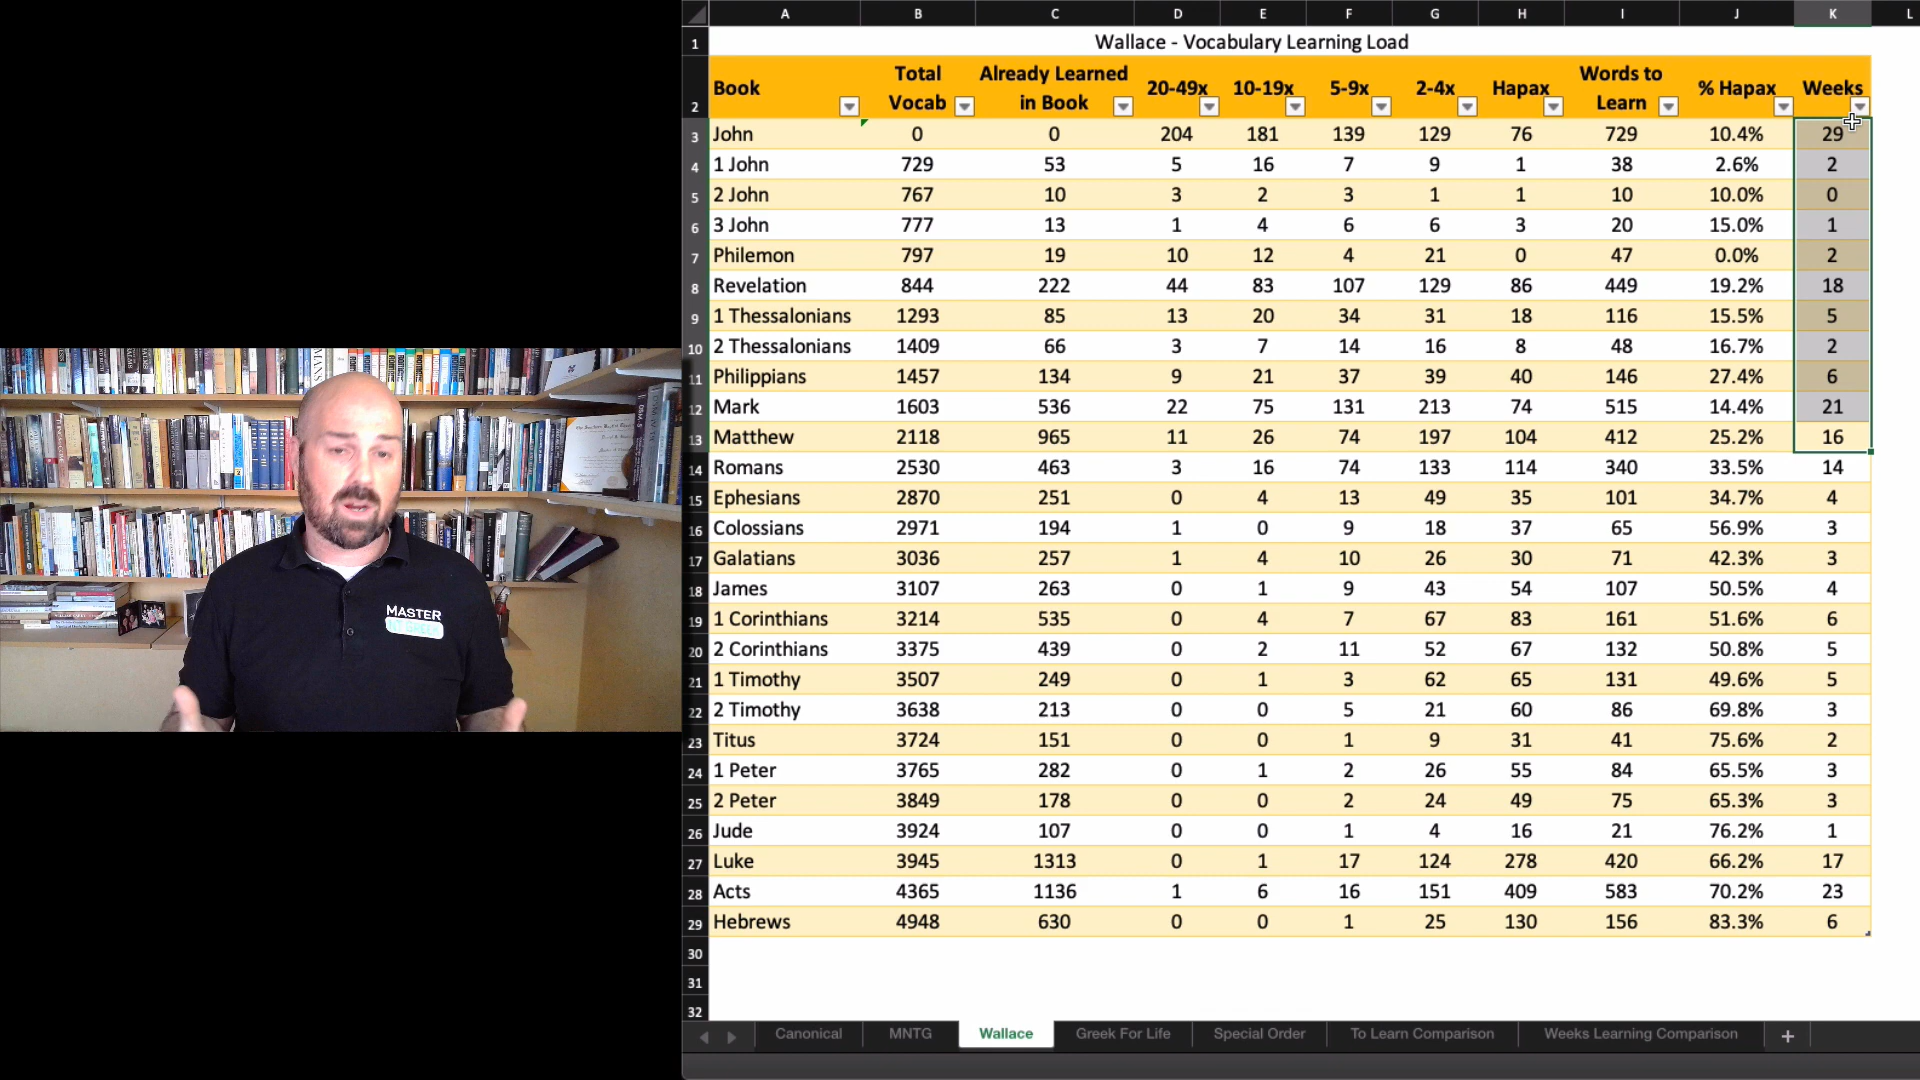 A B C D E F G H I J K L
1 Wallace - Vocabulary Learning Load
2 Book Total Vocab Already Learned in Book 20-49x 10-19x 5-9x 2-4x Hapax Words to Learn % Hapax Weeks
3 John 0 0 204 181 139 129 76 729 10.4% 29
4 1 John 729 53 5 16 7 9 1 38 2.6% 2
5 2 John 767 10 3 2 3 1 1 10 10.0% 0
6 3 John 777 13 1 4 6 6 3 20 15.0% 1
7 Philemon 797 19 10 12 4 21 0 47 0.0% 2
8 Revelation 844 222 44 83 107 129 86 449 19.2% 18
9 1 Thessalonians 1293 85 13 20 34 31 18 116 15.5% 5
10 2 Thessalonians 1409 66 3 7 14 16 8 48 16.7% 2
11 Philippians 1457 134 9 21 37 39 40 146 27.4% 6
12 Mark 1603 536 22 75 131 213 74 515 14.4% 21
13 Matthew 2118 965 11 26 74 197 104 412 25.2% 16
14 Romans 2530 463 3 16 74 133 114 340 33.5% 14
15 Ephesians 2870 251 0 4 13 49 35 101 34.7% 4
16 Colossians 2971 194 1 0 9 18 37 65 56.9% 3
17 Galatians 3036 257 1 4 10 26 30 71 42.3% 3
18 James 3107 263 0 1 9 43 54 107 50.5% 4
19 1 Corinthians 3214 535 0 4 7 67 83 161 51.6% 6
20 2 Corinthians 3375 439 0 2 11 52 67 132 50.8% 5
21 1 Timothy 3507 249 0 1 3 62 65 131 49.6% 5
22 2 Timothy 3638 213 0 0 5 21 60 86 69.8% 3
23 Titus 3724 151 0 0 1 9 31 41 75.6% 2
24 1 Peter 3765 282 0 1 2 26 55 84 65.5% 3
25 2 Peter 3849 178 0 0 2 24 49 75 65.3% 3
26 Jude 3924 107 0 0 1 4 16 21 76.2% 1
27 Luke 3945 1313 0 1 17 124 278 420 66.2% 17
28 Acts 4365 1136 1 6 16 151 409 583 70.2% 23
29 Hebrews 4948 630 0 0 1 25 130 156 83.3% 6
30
31
32
Canonical MNTG Wallace Greek For Life Special Order To Learn Comparison Weeks Learning Comparison +
MASTER